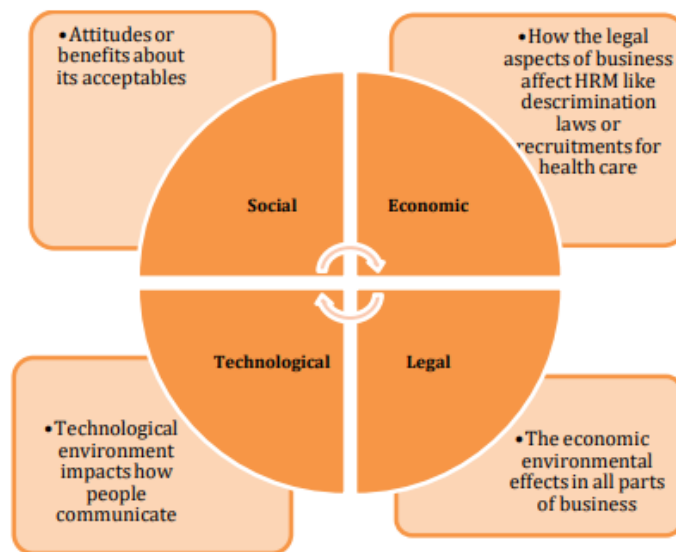 •Attitudes or
benefits about
its acceptables
•How the legal
aspects of business
affect HRM like
descrimination
laws or
recruitments for
health care
Social
Economic
Technological
Legal
•Technological
environment
impacts how
people
communicate
•The economic
environmental
effects in all parts
of business